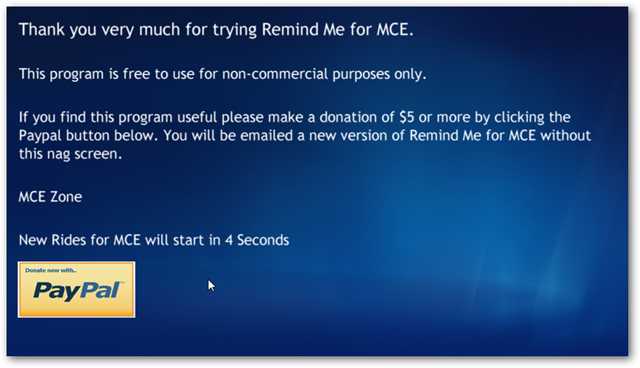 Thank you very much for trying Remind Me for MCE.
This program is free to use for non-commercial purposes only.
If you find this program useful please make a donation of $5 or more by clicking the
Paypal button below. You will be emailed a new version of Remind Me for MCE without
this nag screen.
MCE Zone
New Rides for MCE will start in 4 Seconds
Donate now with..
PayPal